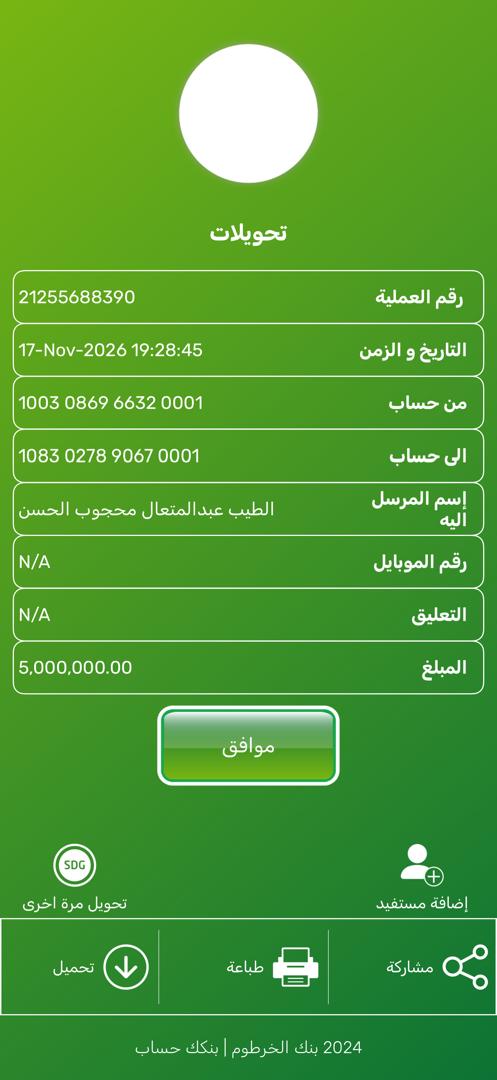 تحويلات
رقم العملية 21255688390
التاريخ و الزمن 17-Nov-2026 19:28:45
من حساب 1003 0869 6632 0001
الى حساب 1083 0278 9067 0001
إسم المرسل اليه الطيب عبدالمتعال محجوب الحسن
رقم الموبايل N/A
التعليق N/A
المبلغ 5,000,000.00
موافق
SDG
إضافة مستفيد تحويل مرة اخرى
مشاركة طباعة تحميل
2024 بنك الخرطوم | بنكك حساب